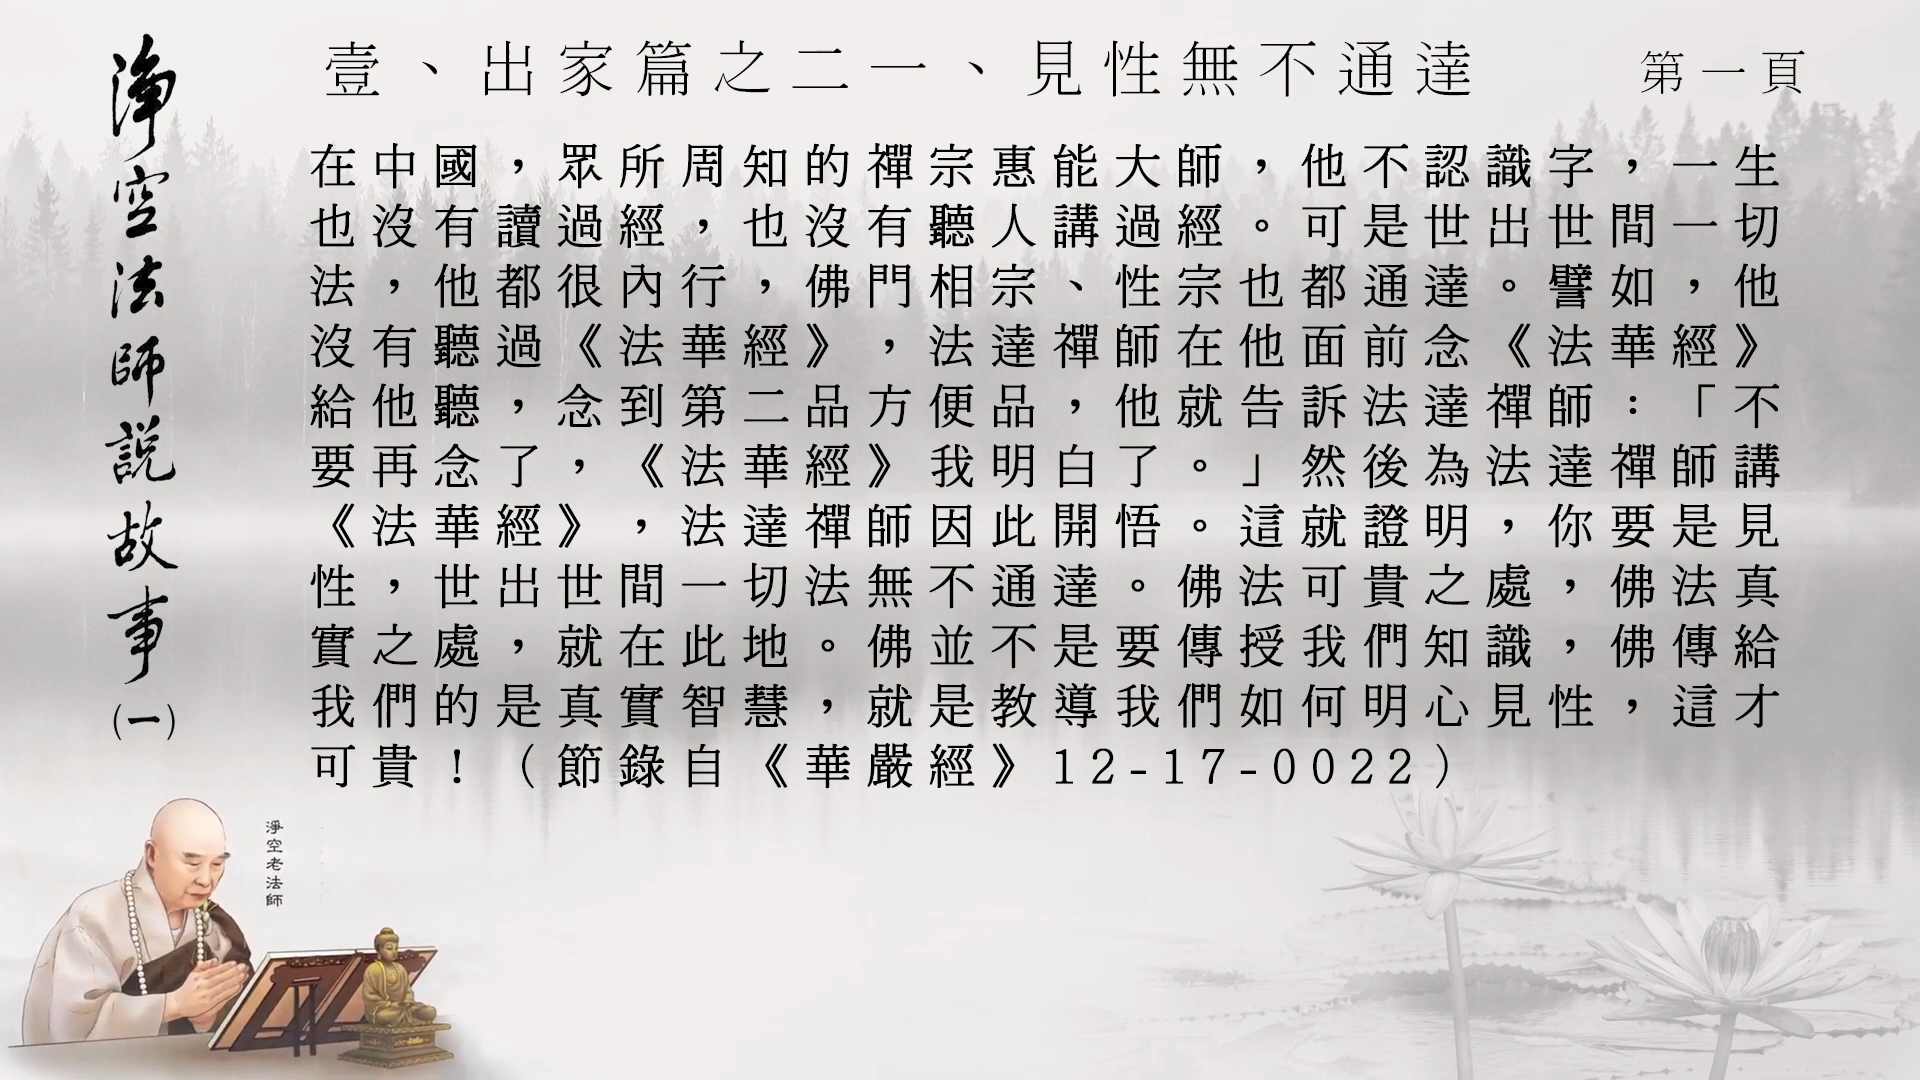 淨空法師說故事(一)
壹、出家篇之二一、見性無不通達
第一頁
在中國，眾所周知的禪宗惠能大師，他不認識字，一生
也沒有讀過經，也沒有聽人講過經。可是世出世間一切
法，他都很內行，佛門相宗、性宗也都通達。譬如，他
沒有聽過《法華經》，法達禪師在他面前念《法華經》
給他聽，念到第二品方便品，他就告訴法達禪師：「不
要再念了，《法華經》我明白了。」然後為法達禪師講
《法華經》，法達禪師因此開悟。這就證明，你要是見
性，世出世間一切法無不通達。佛法可貴之處，佛法真
實之處，就在此地。佛並不是要傳授我們知識，佛傳給
我們的是真實智慧，就是教導我們如何明心見性，這才
可貴！（節錄自《華嚴經》12-17-0022）
淨空老法師